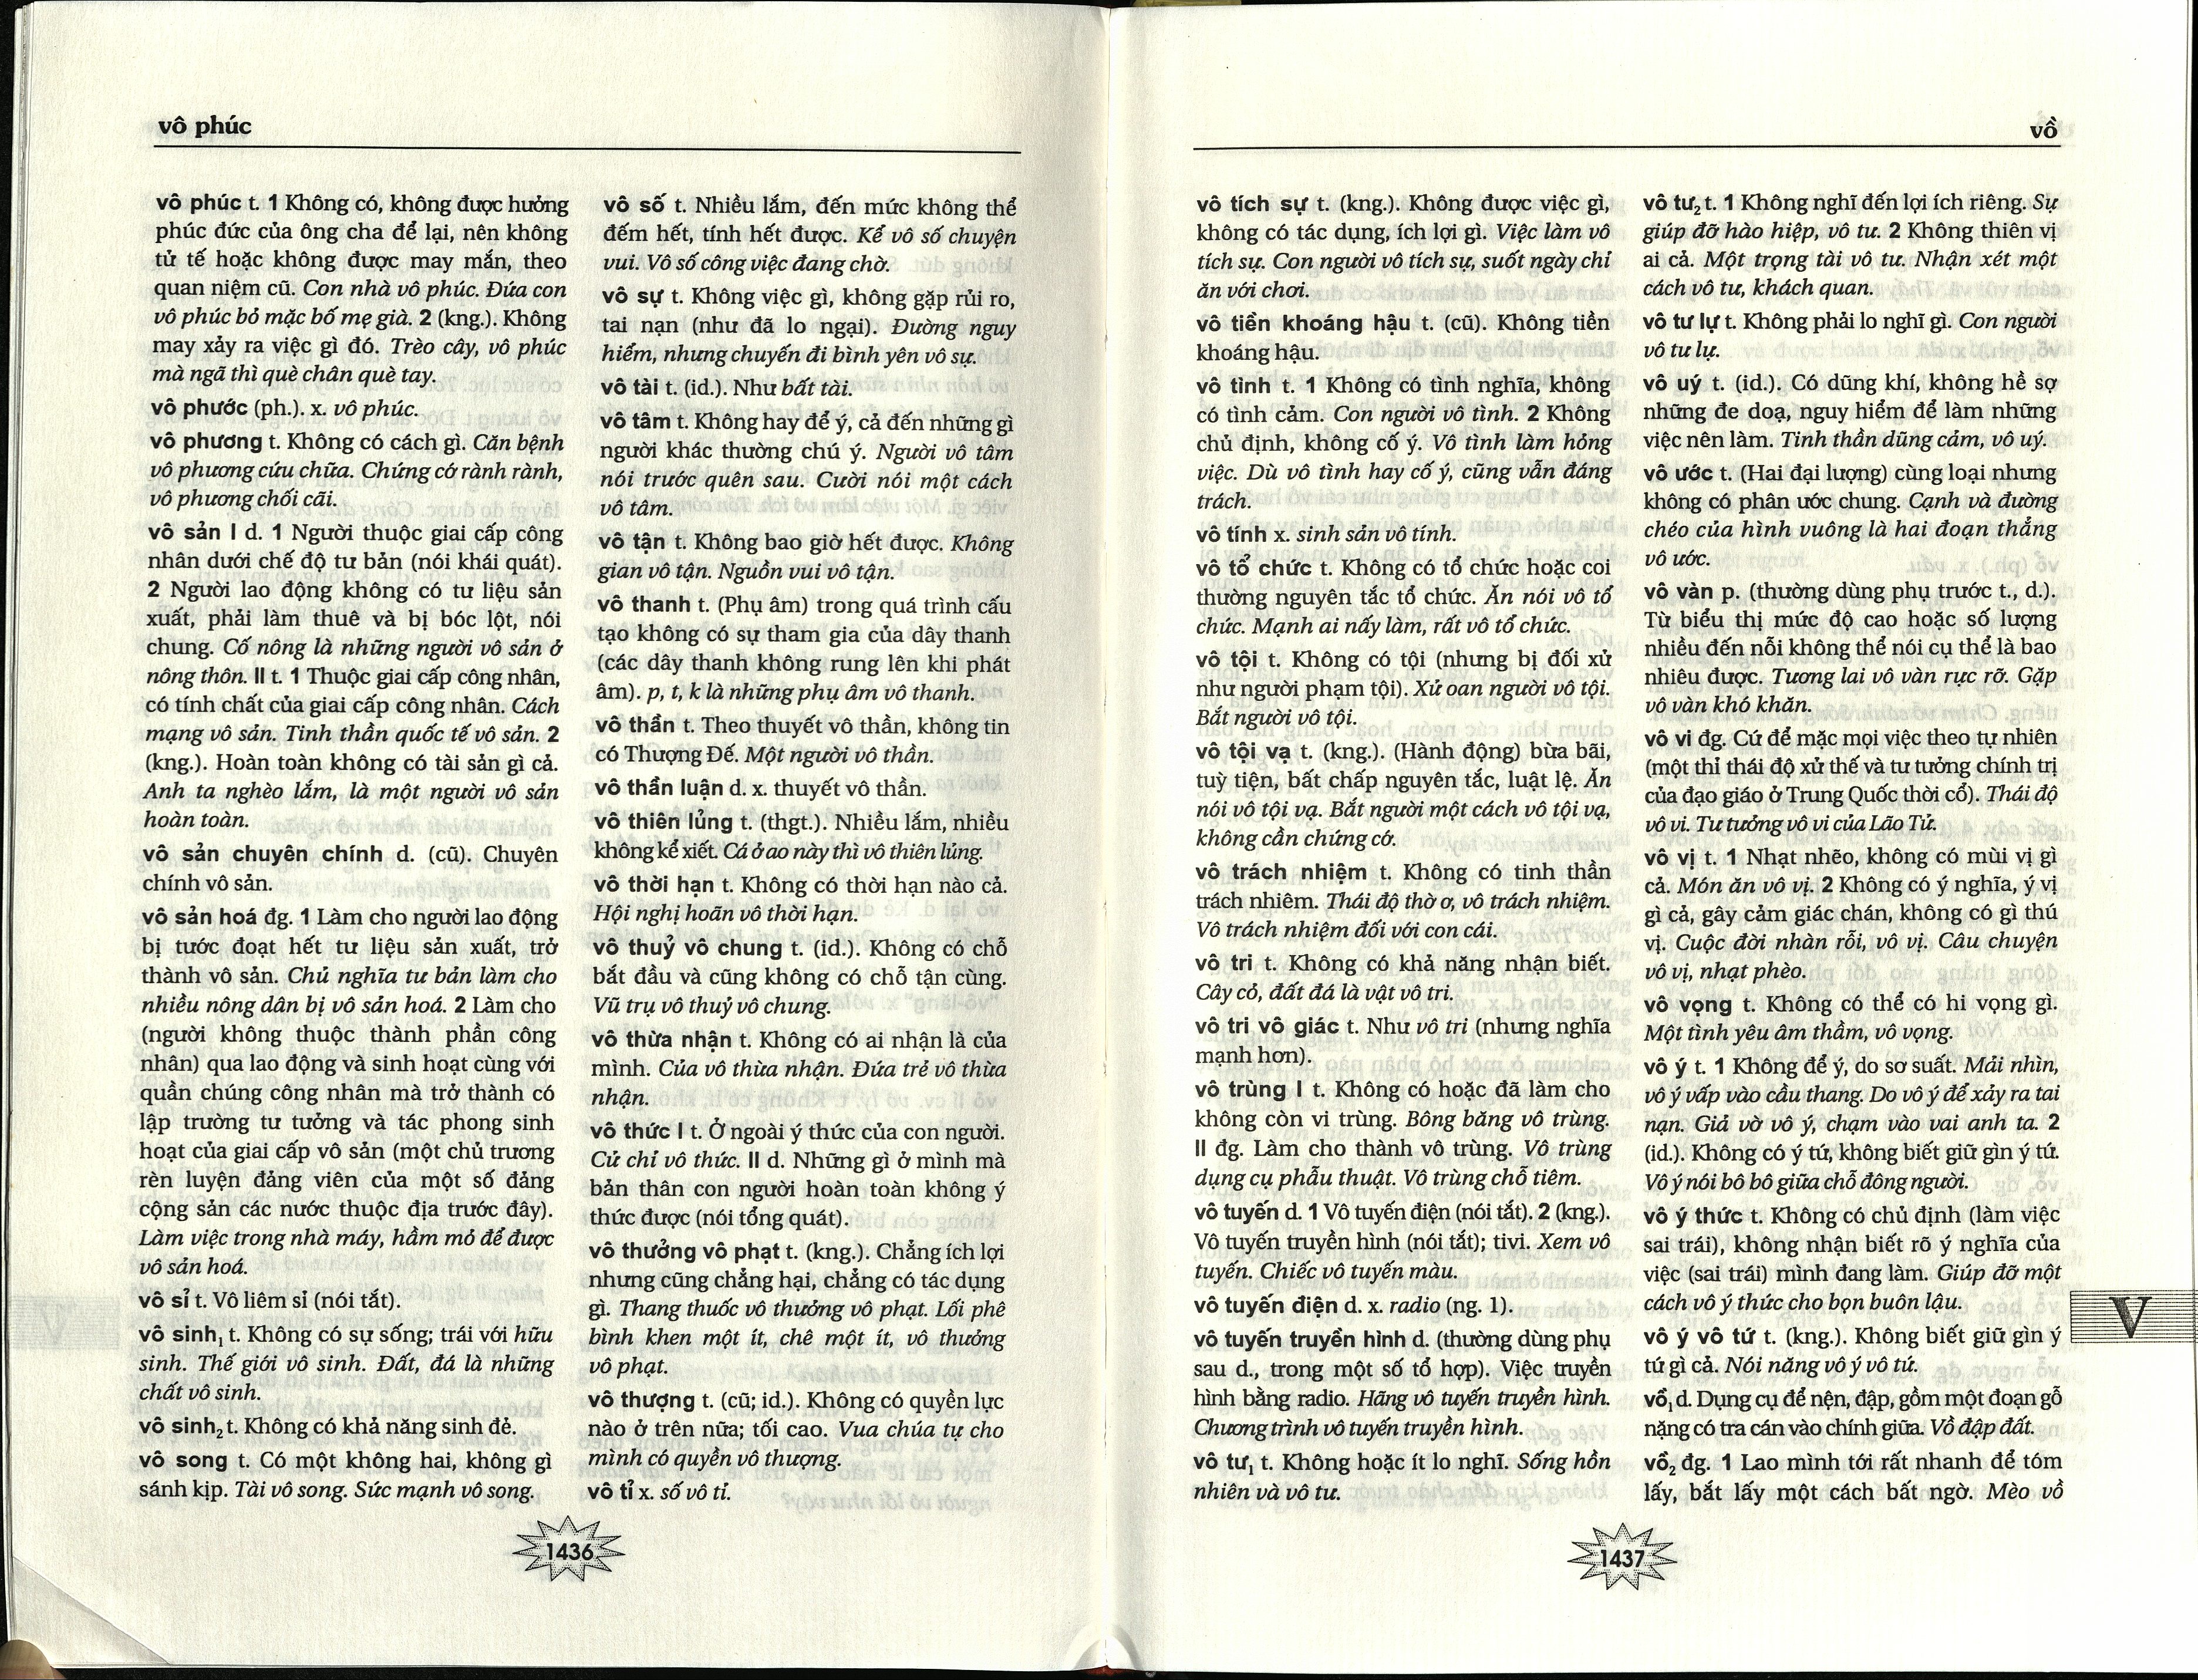 vô phúc
vô phúc t. 1 Không có, không được hưởng
phúc đức của ông cha để lại, nên không
tử tế hoặc không được may mắn, theo
quan niệm cũ. Con nhà vô phúc. Đứa con
vô phúc bỏ mặc bố mẹ già. 2 (kng.). Không
may xảy ra việc gì đó. Trèo cây, vô phúc
mà ngã thì què chân què tay.
vô phước (ph.). x. vô phúc.
vô phương t. Không có cách gì. Căn bệnh
vô phương cứu chữa. Chứng cớ rành rành,
vô phương chối cãi.
vô sản I d. 1 Người thuộc giai cấp công
nhân dưới chế độ tư bản (nói khái quát).
2 Người lao động không có tư liệu sản
xuất, phải làm thuê và bị bóc lột, nói
chung. Cố nông là những người vô sản ở
nông thôn. II t. 1 Thuộc giai cấp công nhân,
có tính chất của giai cấp công nhân. Cách
mạng vô sản. Tinh thần quốc tế vô sản. 2
(kng.). Hoàn toàn không có tài sản gì cả.
Anh ta nghèo lắm, là một người vô sản
hoàn toàn.
vô sản chuyên chính d. (cũ). Chuyên
chính vô sản.
vô sản hoá đg. 1 Làm cho người lao động
bị tước đoạt hết tư liệu sản xuất, trở
thành vô sản. Chủ nghĩa tư bản làm cho
nhiều nông dân bị vô sản hoá. 2 Làm cho
(người không thuộc thành phần công
nhân) qua lao động và sinh hoạt cùng với
quần chúng công nhân mà trở thành có
lập trường tư tưởng và tác phong sinh
hoạt của giai cấp vô sản (một chủ trương
rèn luyện đảng viên của một số đảng
cộng sản các nước thuộc địa trước đây).
Làm việc trong nhà máy, hầm mỏ để được
vô sản hoá.
vô sỉ t. Vô liêm sỉ (nói tắt).
vô sinh₁ t. Không có sự sống; trái với hữu
sinh. Thế giới vô sinh. Đất, đá là những
chất vô sinh.
vô sinh₂ t. Không có khả năng sinh đẻ.
vô song t. Có một không hai, không gì
sánh kịp. Tài vô song. Sức mạnh vô song.
vô số t. Nhiều lắm, đến mức không thể
đếm hết, tính hết được. Kể vô số chuyện
vui. Vô số công việc đang chờ.
vô sự t. Không việc gì, không gặp rủi ro,
tai nạn (như đã lo ngại). Đường nguy
hiểm, nhưng chuyến đi bình yên vô sự.
vô tài t. (id.). Như bất tài.
vô tâm t. Không hay để ý, cả đến những gì
người khác thường chú ý. Người vô tâm
nói trước quên sau. Cười nói một cách
vô tâm.
vô tận t. Không bao giờ hết được. Không
gian vô tận. Nguồn vui vô tận.
vô thanh t. (Phụ âm) trong quá trình cấu
tạo không có sự tham gia của dây thanh
(các dây thanh không rung lên khi phát
âm). p, t, k là những phụ âm vô thanh.
vô thần t. Theo thuyết vô thần, không tin
có Thượng Đế. Một người vô thần.
vô thần luận d. x. thuyết vô thần.
vô thiên lủng t. (thgt.). Nhiều lắm, nhiều
không kể xiết. Cá ở ao này thì vô thiên lủng.
vô thời hạn t. Không có thời hạn nào cả.
Hội nghị hoãn vô thời hạn.
vô thuỷ vô chung t. (id.). Không có chỗ
bắt đầu và cũng không có chỗ tận cùng.
Vũ trụ vô thuỷ vô chung.
vô thừa nhận t. Không có ai nhận là của
mình. Của vô thừa nhận. Đứa trẻ vô thừa
nhận.
vô thức I t. Ở ngoài ý thức của con người.
Cử chỉ vô thức. II d. Những gì ở mình mà
bản thân con người hoàn toàn không ý
thức được (nói tổng quát).
vô thưởng vô phạt t. (kng.). Chẳng ích lợi
nhưng cũng chẳng hại, chẳng có tác dụng
gì. Thang thuốc vô thưởng vô phạt. Lối phê
bình khen một ít, chê một ít, vô thưởng
vô phạt.
vô thượng t. (cũ; id.). Không có quyền lực
nào ở trên nữa; tối cao. Vua chúa tự cho
mình có quyền vô thượng.
vô tỉ x. số vô tỉ.
1436
vồ
vô tích sự t. (kng.). Không được việc gì,
không có tác dụng, ích lợi gì. Việc làm vô
tích sự. Con người vô tích sự, suốt ngày chỉ
ăn với chơi.
vô tiền khoáng hậu t. (cũ). Không tiền
khoáng hậu.
vô tình t. 1 Không có tình nghĩa, không
có tình cảm. Con người vô tình. 2 Không
chủ định, không cố ý. Vô tình làm hỏng
việc. Dù vô tình hay cố ý, cũng vẫn đáng
trách.
vô tính x. sinh sản vô tính.
vô tổ chức t. Không có tổ chức hoặc coi
thường nguyên tắc tổ chức. Ăn nói vô tổ
chức. Mạnh ai nấy làm, rất vô tổ chức.
vô tội t. Không có tội (nhưng bị đối xử
như người phạm tội). Xử oan người vô tội.
Bắt người vô tội.
vô tội vạ t. (kng.). (Hành động) bừa bãi,
tuỳ tiện, bất chấp nguyên tắc, luật lệ. Ăn
nói vô tội vạ. Bắt người một cách vô tội vạ,
không cần chứng cớ.
vô trách nhiệm t. Không có tinh thần
trách nhiêm. Thái độ thờ ơ, vô trách nhiệm.
Vô trách nhiệm đối với con cái.
vô tri t. Không có khả năng nhận biết.
Cây cỏ, đất đá là vật vô tri.
vô tri vô giác t. Như vô tri (nhưng nghĩa
mạnh hơn).
vô trùng I t. Không có hoặc đã làm cho
không còn vi trùng. Bông băng vô trùng.
II đg. Làm cho thành vô trùng. Vô trùng
dụng cụ phẫu thuật. Vô trùng chỗ tiêm.
vô tuyến d. 1 Vô tuyến điện (nói tắt). 2 (kng.).
Vô tuyến truyền hình (nói tắt); tivi. Xem vô
tuyến. Chiếc vô tuyến màu.
vô tuyến điện d. x. radio (ng. 1).
vô tuyến truyền hình d. (thường dùng phụ
sau d., trong một số tổ hợp). Việc truyền
hình bằng radio. Hãng vô tuyến truyền hình.
Chương trình vô tuyến truyền hình.
vô tư₁ t. Không hoặc ít lo nghĩ. Sống hồn
nhiên và vô tư.
vô tư₂ t. 1 Không nghĩ đến lợi ích riêng. Sự
giúp đỡ hào hiệp, vô tư. 2 Không thiên vị
ai cả. Một trọng tài vô tư. Nhận xét một
cách vô tư, khách quan.
vô tư lự t. Không phải lo nghĩ gì. Con người
vô tư lự.
vô uý t. (id.). Có dũng khí, không hề sợ
những đe doạ, nguy hiểm để làm những
việc nên làm. Tinh thần dũng cảm, vô uý.
vô ước t. (Hai đại lượng) cùng loại nhưng
không có phân ước chung. Cạnh và đường
chéo của hình vuông là hai đoạn thẳng
vô ước.
vô vàn p. (thường dùng phụ trước t., d.).
Từ biểu thị mức độ cao hoặc số lượng
nhiều đến nỗi không thể nói cụ thể là bao
nhiêu được. Tương lai vô vàn rực rỡ. Gặp
vô vàn khó khăn.
vô vi đg. Cứ để mặc mọi việc theo tự nhiên
(một thỉ thái độ xử thế và tư tưởng chính trị
của đạo giáo ở Trung Quốc thời cổ). Thái độ
vô vi. Tư tưởng vô vi của Lão Tử.
vô vị t. 1 Nhạt nhẽo, không có mùi vị gì
cả. Món ăn vô vị. 2 Không có ý nghĩa, ý vị
gì cả, gây cảm giác chán, không có gì thú
vị. Cuộc đời nhàn rỗi, vô vị. Câu chuyện
vô vị, nhạt phèo.
vô vọng t. Không có thể có hi vọng gì.
Một tình yêu âm thầm, vô vọng.
vô ý t. 1 Không để ý, do sơ suất. Mải nhìn,
vô ý vấp vào cầu thang. Do vô ý để xảy ra tai
nạn. Giả vờ vô ý, chạm vào vai anh ta. 2
(id.). Không có ý tứ, không biết giữ gìn ý tứ.
Vô ý nói bô bô giữa chỗ đông người.
vô ý thức t. Không có chủ định (làm việc
sai trái), không nhận biết rõ ý nghĩa của
việc (sai trái) mình đang làm. Giúp đỡ một
cách vô ý thức cho bọn buôn lậu.
vô ý vô tứ t. (kng.). Không biết giữ gìn ý
tứ gì cả. Nói năng vô ý vô tứ.
vồ₁ d. Dụng cụ để nện, đập, gồm một đoạn gỗ
nặng có tra cán vào chính giữa. Vồ đập đất.
vồ₂ đg. 1 Lao mình tới rất nhanh để tóm
lấy, bắt lấy một cách bất ngờ. Mèo vồ
V
1437